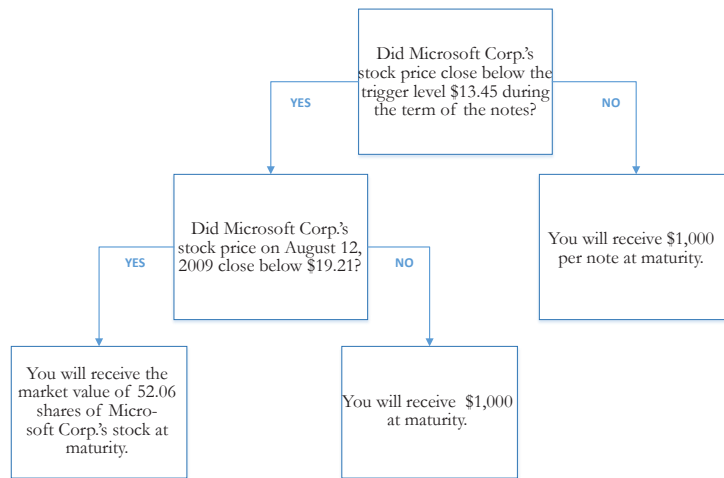 Did Microsoft Corp.'s
stock price close below the
trigger level $13.45 during
the term of the notes?
YES
NO
Did Microsoft Corp.'s
stock price on August 12,
2009 close below $19.21?
You will receive $1,000
per note at maturity.
YES
NO
You will receive the
market value of 52.06
shares of Micro-
soft Corp.'s stock at
maturity.
You will receive $1,000
at maturity.